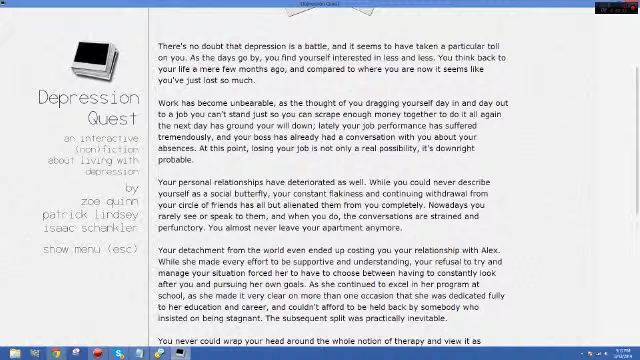 Depression Quest
Depression
Quest
an interactive
(non)fiction
about living with
depression
by
zoe quinn
patrick lindsey
isaac schankler
show menu (esc)
There's no doubt that depression is a battle, and it seems to have taken a particular toll
on you. As the days go by, you find yourself interested in less and less. You think back to
your life a mere few months ago, and compared to where you are now it seems like
you've just lost so much.
Work has become unbearable, as the thought of you dragging yourself day in and day out
to a job you can't stand just so you can scrape enough money together to do it all again
the next day has ground your will down; lately your job performance has suffered
tremendously, and your boss has already had a conversation with you about your
absences. At this point, losing your job is not only a real possibility, it's downright
probable.
Your personal relationships have deteriorated as well. While you could never describe
yourself as a social butterfly, your constant flakiness and continuing withdrawal from
your circle of friends has all but alienated them from you completely. Nowadays you
rarely see or speak to them, and when you do, the conversations are strained and
perfunctory. You almost never leave your apartment anymore.
Your detachment from the world even ended up costing you your relationship with Alex.
While she made every effort to be supportive and understanding, your refusal to try and
manage your situation forced her to have to choose between having to constantly look
after you and pursuing her own goals. As she continued to excel in her program at
school, as she made it very clear on more than one occasion that she was dedicated fully
to her education and career, and couldn't afford to be held back by somebody who
insisted on being stagnant. The subsequent split was practically inevitable.
You never could wrap your head around the whole notion of therapy and view it as